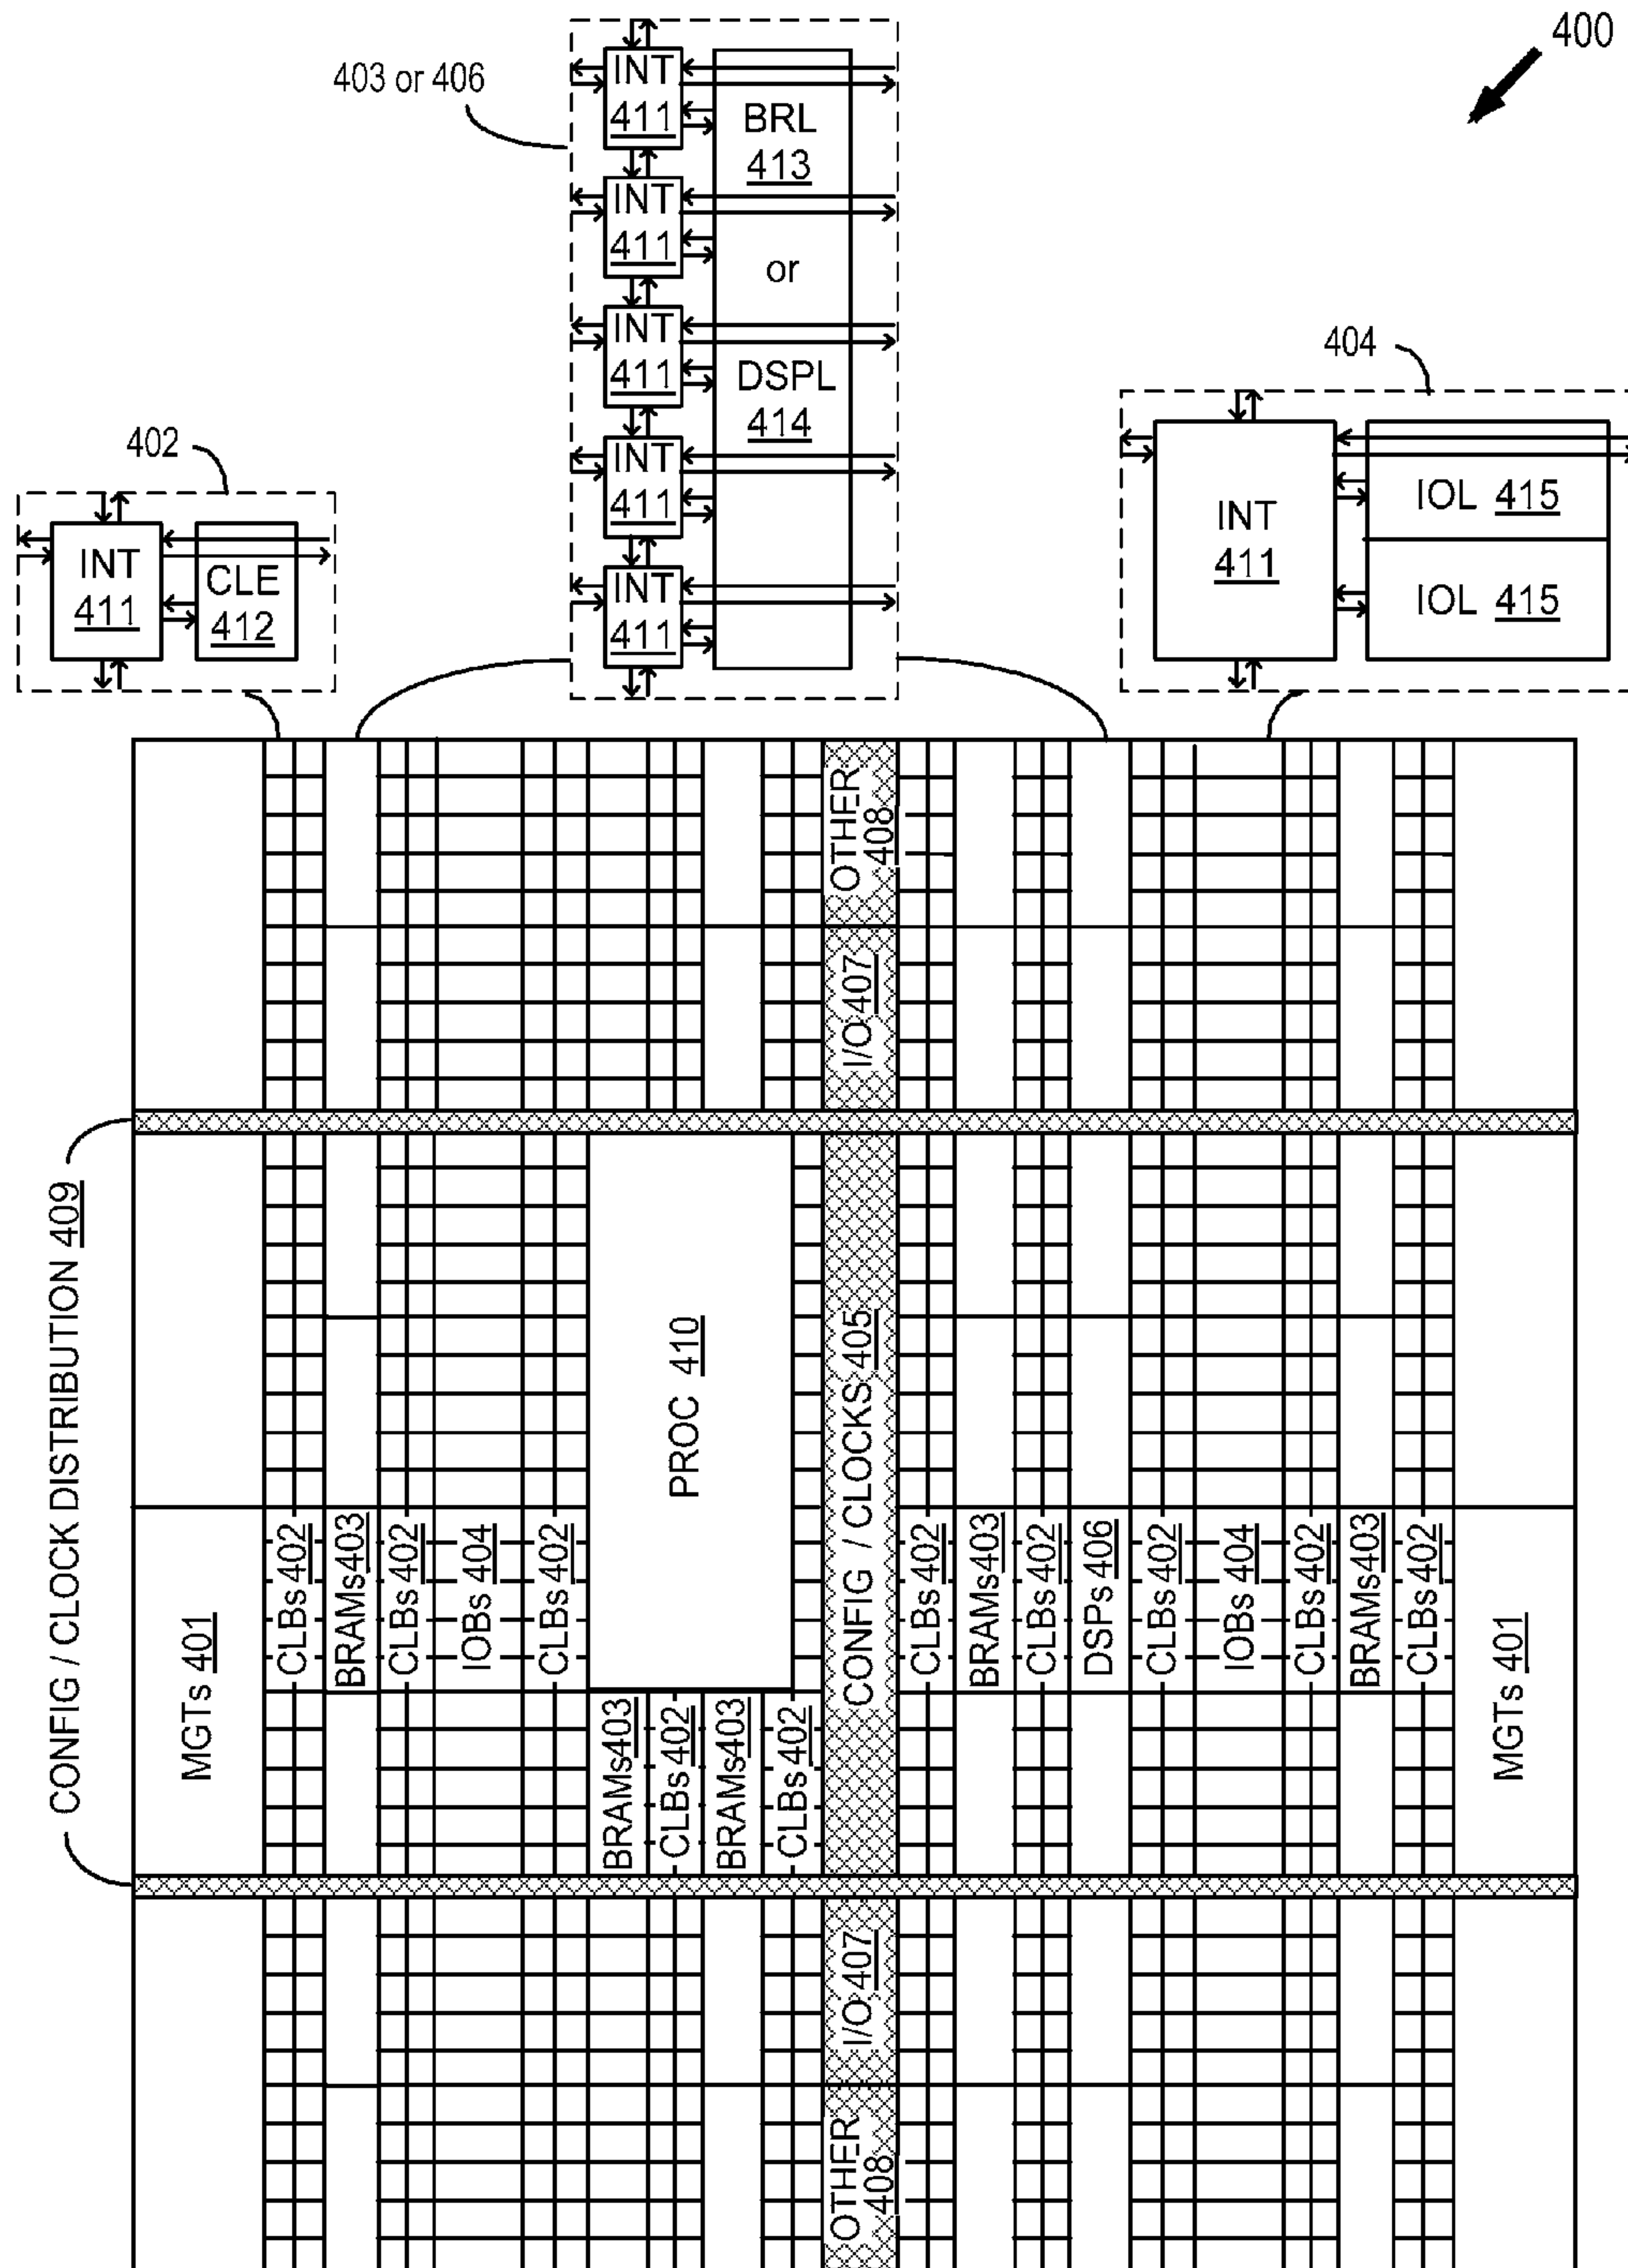 400
403 or 406
INT
411
INT
411
INT
411
INT
411
INT
411
BRL
413
or
DSPL
414
404
INT
411
IOL 415
IOL 415
402
INT
411
CLE
412
OTHER
408
I/O 407
CONFIG / CLOCK DISTRIBUTION 409
PROC 410
CONFIG / CLOCKS 405
MGTs 401
CLBs 402
BRAMs 403
CLBs 402
IOBs 404
CLBs 402
BRAMs 403
CLBs 402
BRAMs 403
CLBs 402
CLBs 402
BRAMs 403
CLBs 402
DSPs 406
CLBs 402
IOBs 404
CLBs 402
BRAMs 403
CLBs 402
MGTs 401
I/O 407
OTHER
408